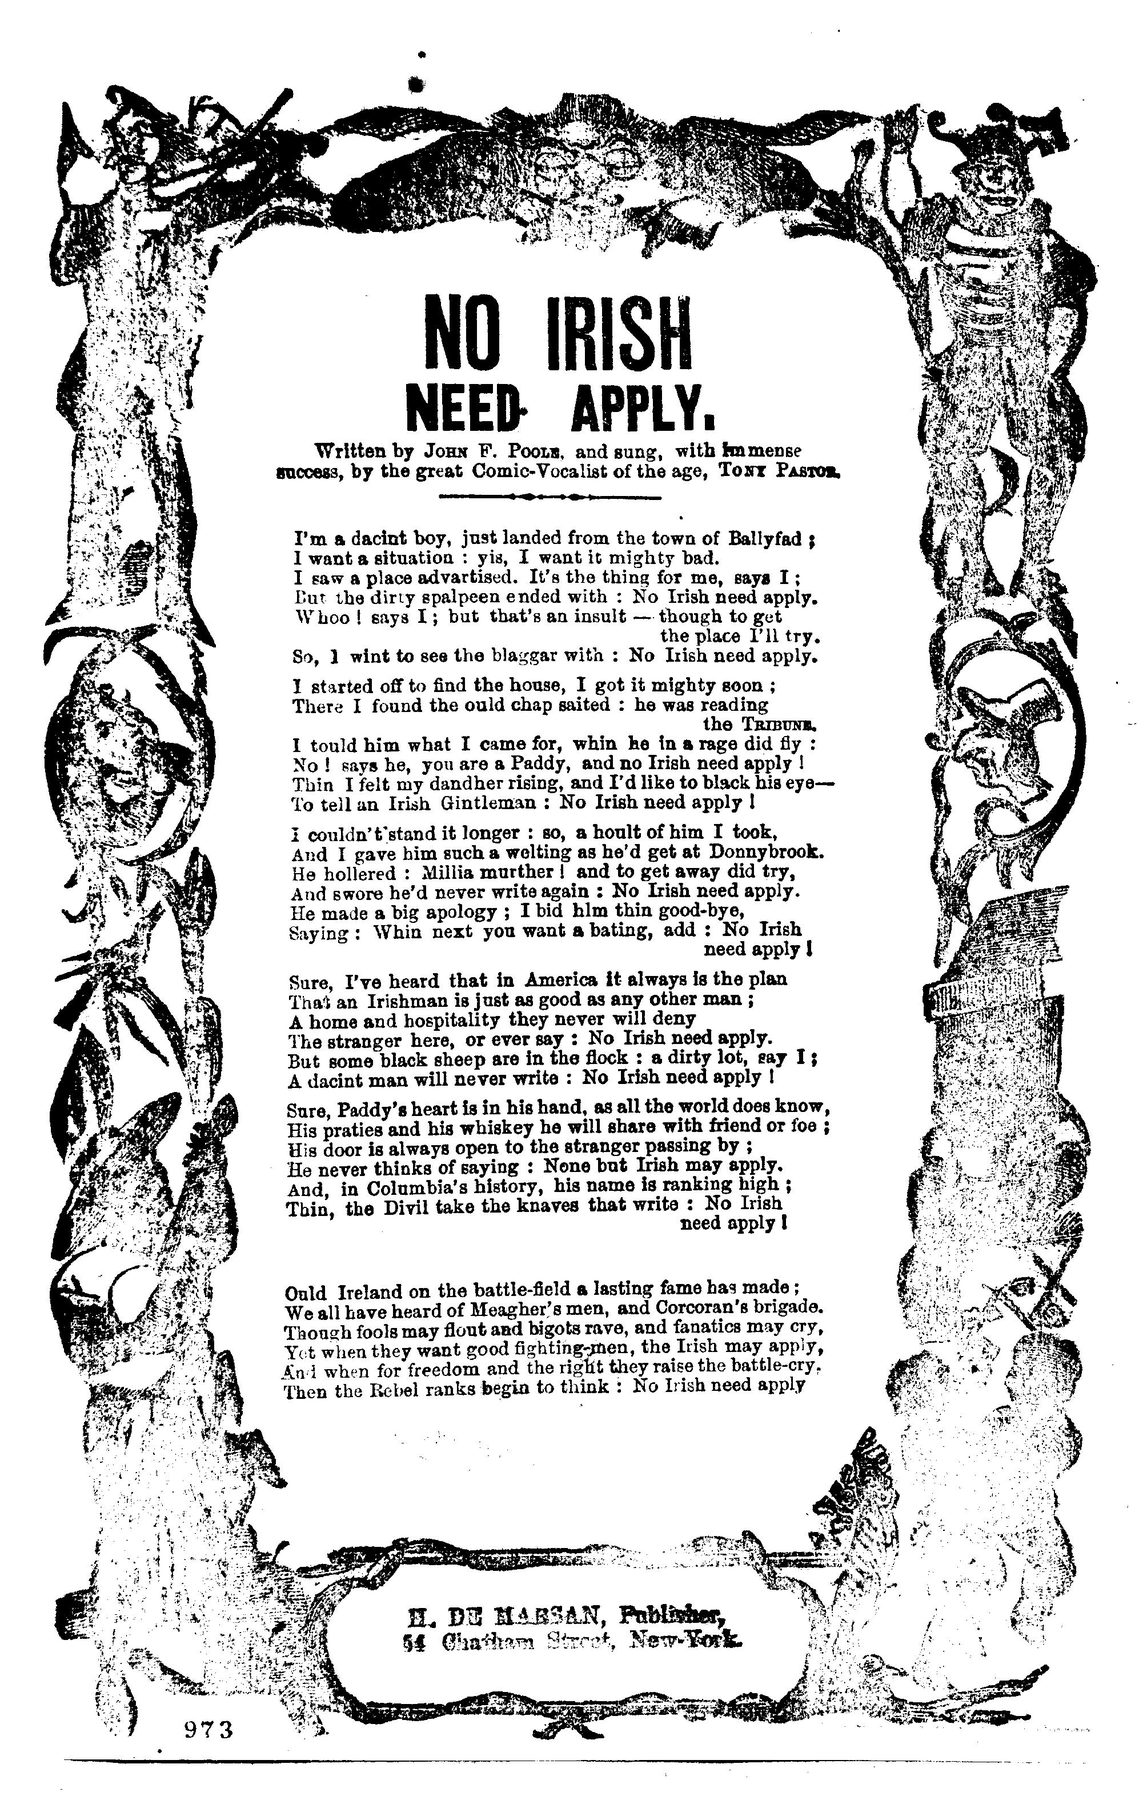 NO IRISH
NEED APPLY.
Written by JOHN F. POOLE, and sung, with immense
success, by the great Comic-Vocalist of the age, TONY PASTOR.
I'm a dacint boy, just landed from the town of Ballyfad ;
I want a situation : yis, I want it mighty bad.
I saw a place advartised. It's the thing for me, says I ;
But the dirty spalpeen ended with : No Irish need apply.
Whoo ! says I ; but that's an insult — though to get
the place I'll try.
So, I wint to see the blaggar with : No Irish need apply.
I started off to find the house, I got it mighty soon ;
There I found the ould chap saited : he was reading
the TRIBUNE.
I tould him what I came for, whin he in a rage did fly :
No ! says he, you are a Paddy, and no Irish need apply !
Thin I felt my dandher rising, and I'd like to black his eye—
To tell an Irish Gintleman : No Irish need apply !
I couldn't stand it longer : so, a hoult of him I took,
And I gave him such a welting as he'd get at Donnybrook.
He hollered : Millia murther ! and to get away did try,
And swore he'd never write again : No Irish need apply.
He made a big apology ; I bid him thin good-bye,
Saying : Whin next you want a bating, add : No Irish
need apply !
Sure, I've heard that in America it always is the plan
That an Irishman is just as good as any other man ;
A home and hospitality they never will deny
The stranger here, or ever say : No Irish need apply.
But some black sheep are in the flock : a dirty lot, say I ;
A dacint man will never write : No Irish need apply !
Sure, Paddy's heart is in his hand, as all the world does know,
His praties and his whiskey he will share with friend or foe ;
His door is always open to the stranger passing by ;
He never thinks of saying : None but Irish may apply.
And, in Columbia's history, his name is ranking high ;
Thin, the Divil take the knaves that write : No Irish
need apply !
Ould Ireland on the battle-field a lasting fame has made ;
We all have heard of Meagher's men, and Corcoran's brigade.
Though fools may flout and bigots rave, and fanatics may cry,
Yet when they want good fighting-men, the Irish may apply,
And when for freedom and the right they raise the battle-cry,
Then the Rebel ranks begin to think : No Irish need apply
H. DE MARSAN, Publisher,
54 Chatham Street, New-York.
973